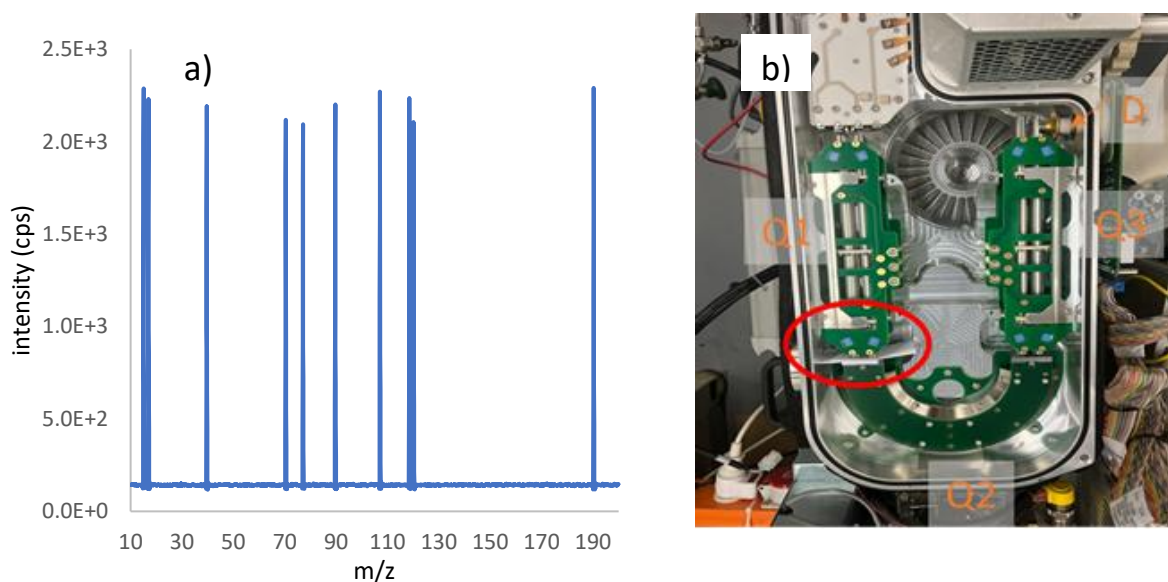 a)
2.5E+3
2.0E+3
1.5E+3
1.0E+3
5.0E+2
0.0E+0
intensity (cps)
10 30 50 70 90 110 130 150 170 190
m/z
b)
D
Q1
Q3
Q2